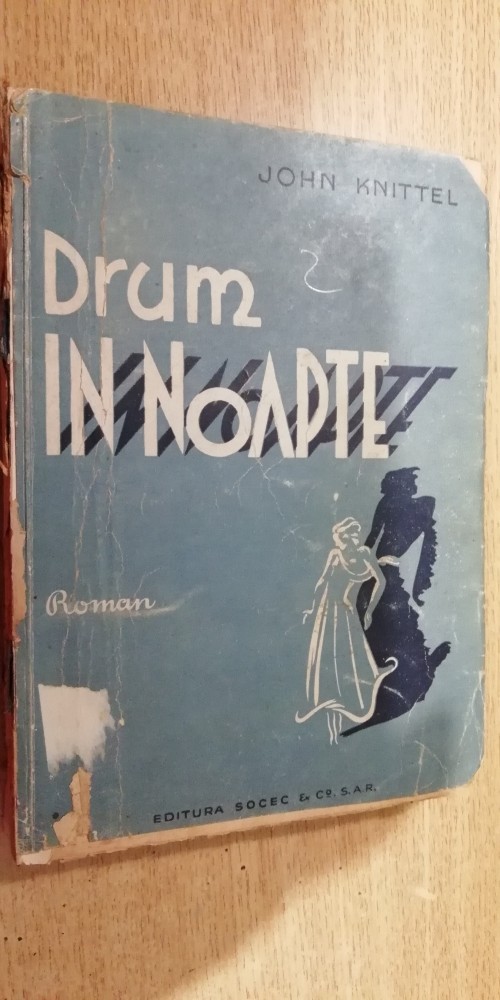 JOHN KNITTEL
Drum
IN NOAPTE
Roman
EDITURA SOCEC & Co. S.A.R.